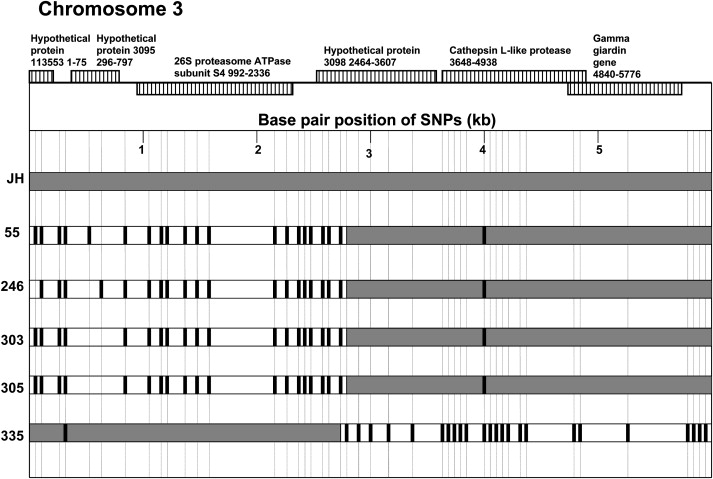 Chromosome 3
Hypothetical
protein
113553 1-75
Hypothetical
protein 3095
296-797
26S proteasome ATPase
subunit S4 992-2336
Hypothetical protein
3098 2464-3607
Cathepsin L-like protease
3648-4938
Gamma
giardin
gene
4840-5776
Base pair position of SNPs (kb)
1 2 3 4 5
JH
55
246
303
305
335